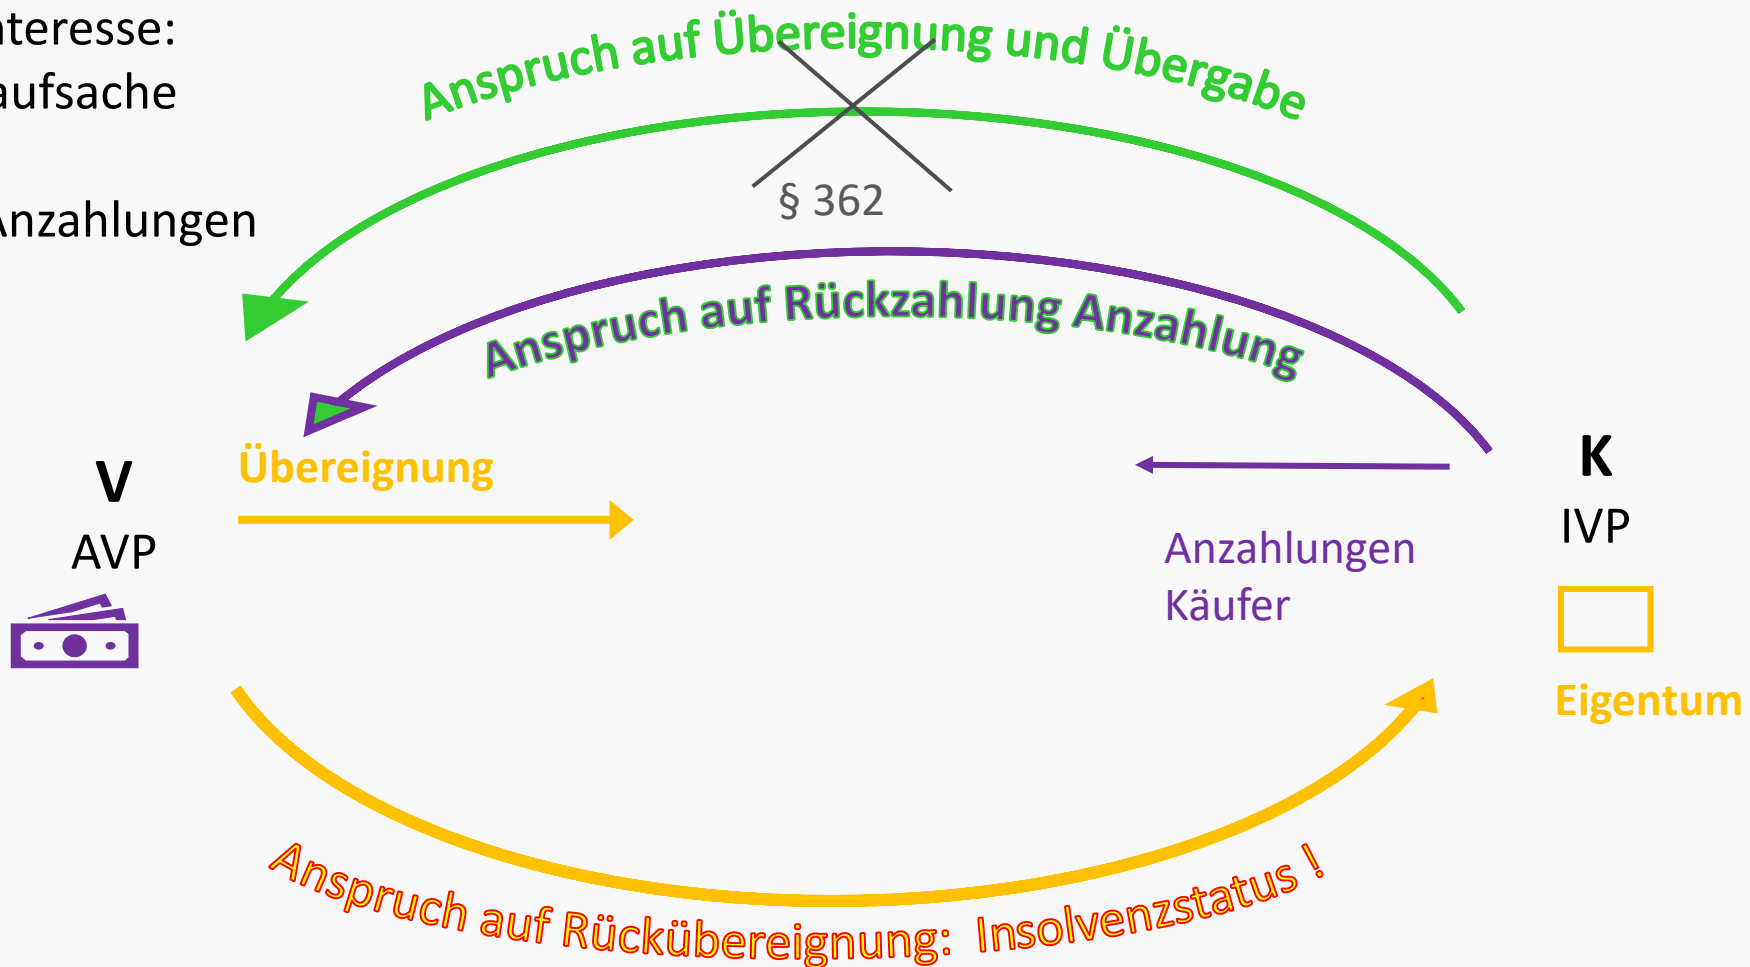 nteresse:
aufsache
Anzahlungen
Anspruch auf Übereignung und Übergabe
§ 362
Anspruch auf Rückzahlung Anzahlung
V
AVP
Übereignung
K
IVP
Anzahlungen
Käufer
Eigentum
Anspruch auf Rückübereignung: Insolvenzstatus !